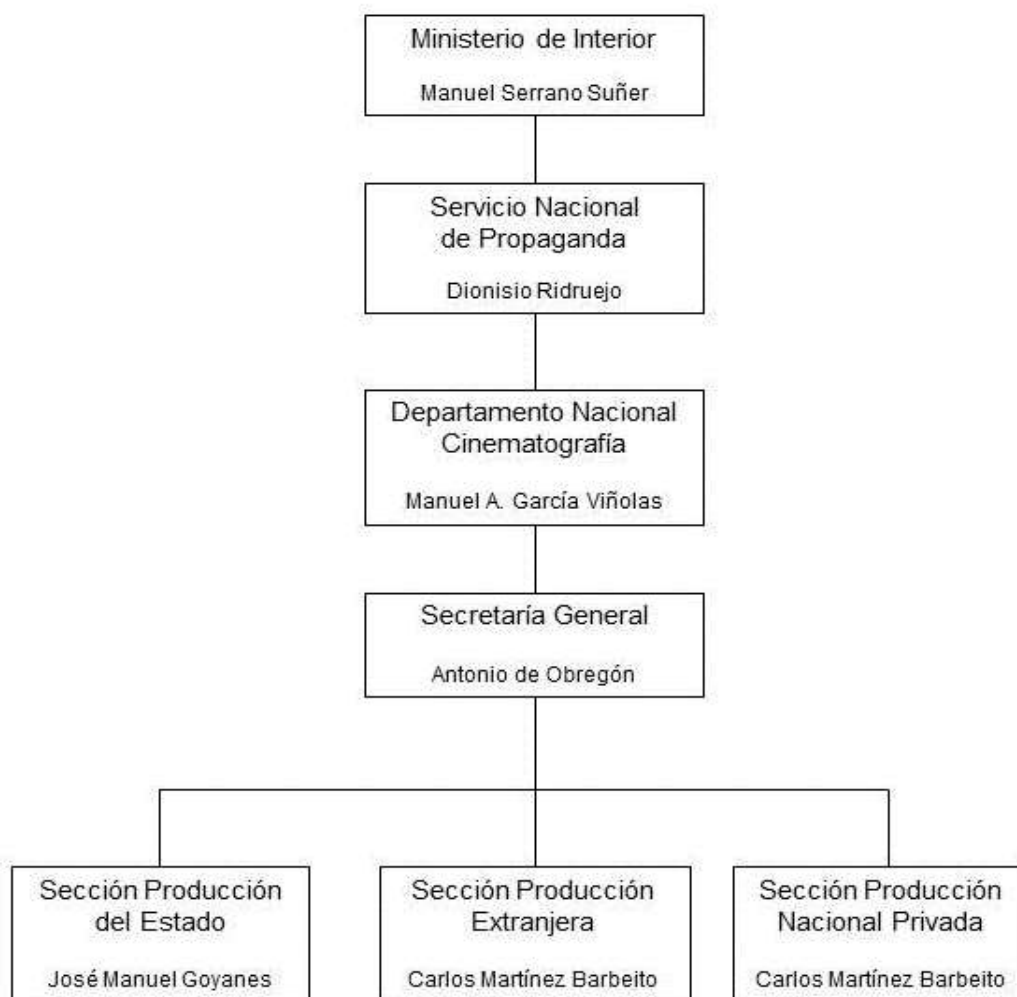 Ministerio de Interior
Manuel Serrano Suñer
Servicio Nacional
de Propaganda
Dionisio Ridruejo
Departamento Nacional
Cinematografía
Manuel A. García Viñolas
Secretaría General
Antonio de Obregón
Sección Producción
del Estado
José Manuel Goyanes
Sección Producción
Extranjera
Carlos Martínez Barbeito
Sección Producción
Nacional Privada
Carlos Martínez Barbeito